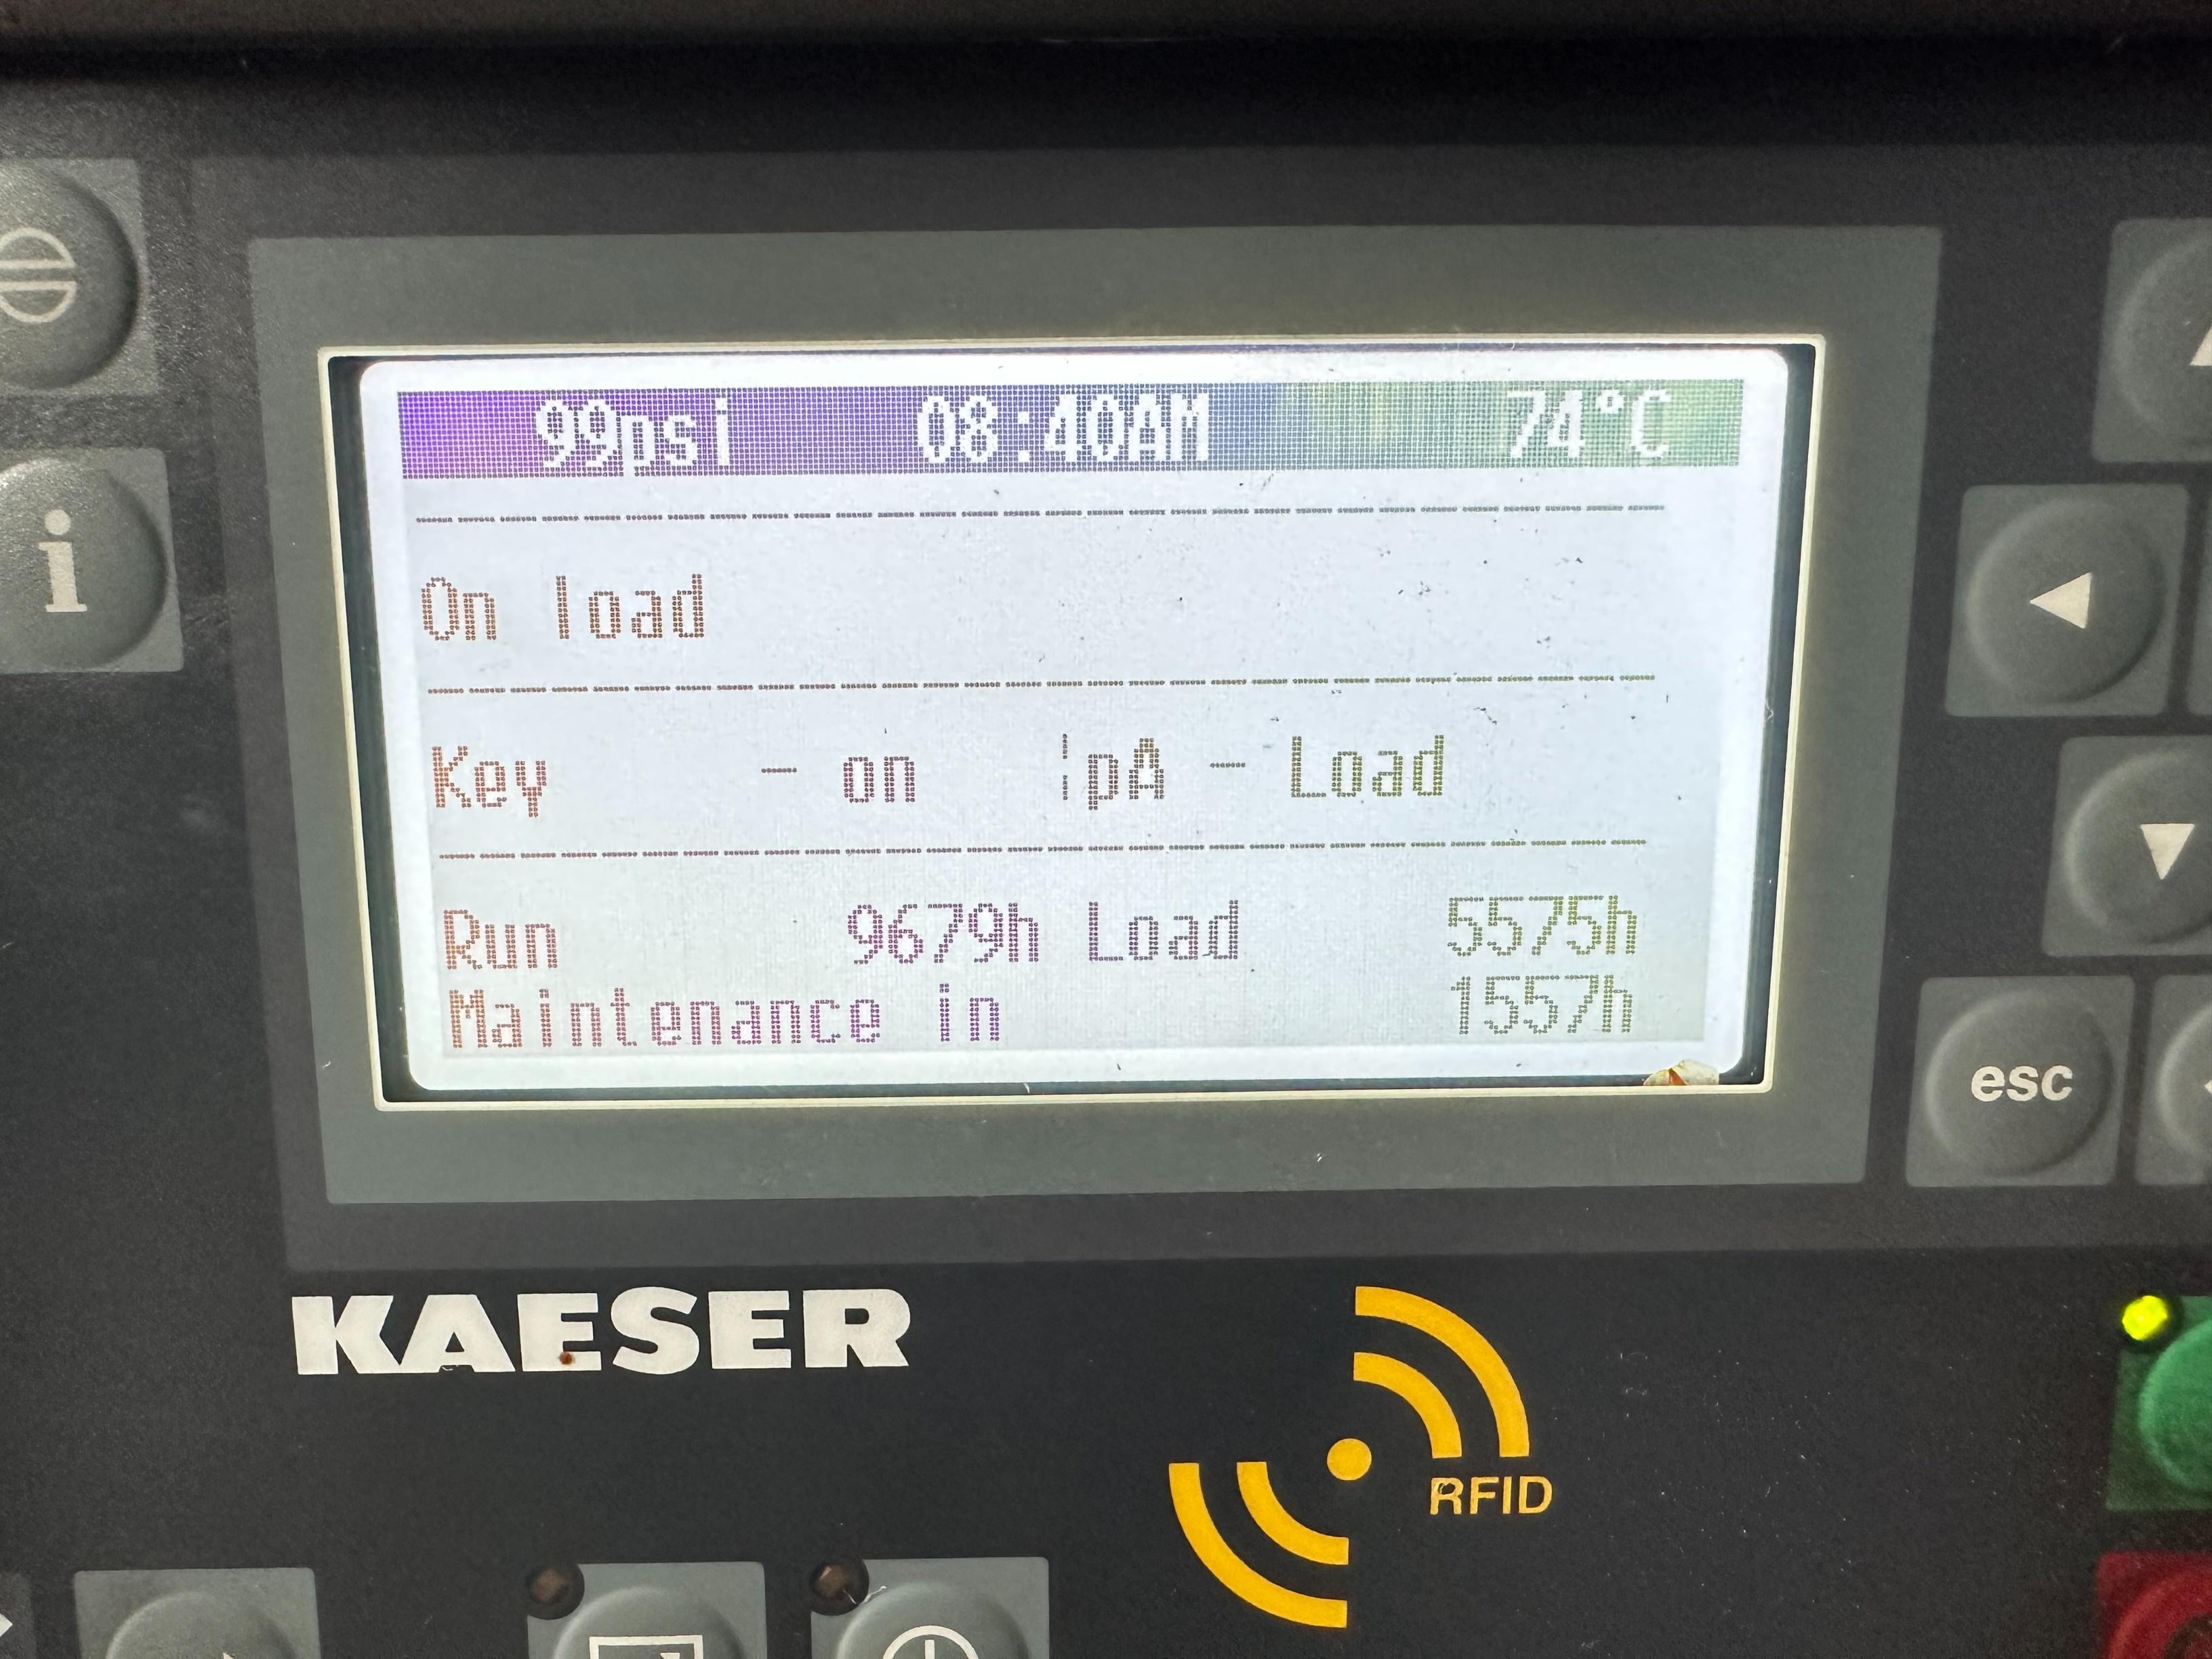 99psi 08:40AM 74°C
On load
Key - on |pA - Load
Run 9679h Load 5575h
Maintenance in 1557h
i
esc
KAESER
RFID